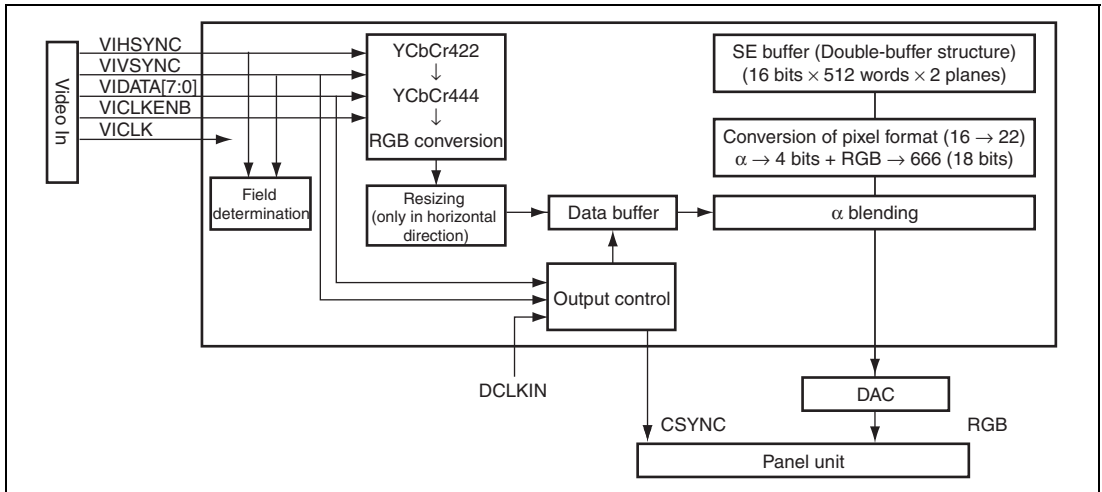 VIHSYNC
VIVSYNC
VIDATA[7:0]
VICLKENB
VICLK
Video In
YCbCr422
↓
YCbCr444
↓
RGB conversion
SE buffer (Double-buffer structure)
(16 bits × 512 words × 2 planes)
Conversion of pixel format (16 → 22)
α → 4 bits + RGB → 666 (18 bits)
Field
determination
Resizing
(only in horizontal
direction)
Data buffer
α blending
Output control
DCLKIN
DAC
CSYNC
RGB
Panel unit